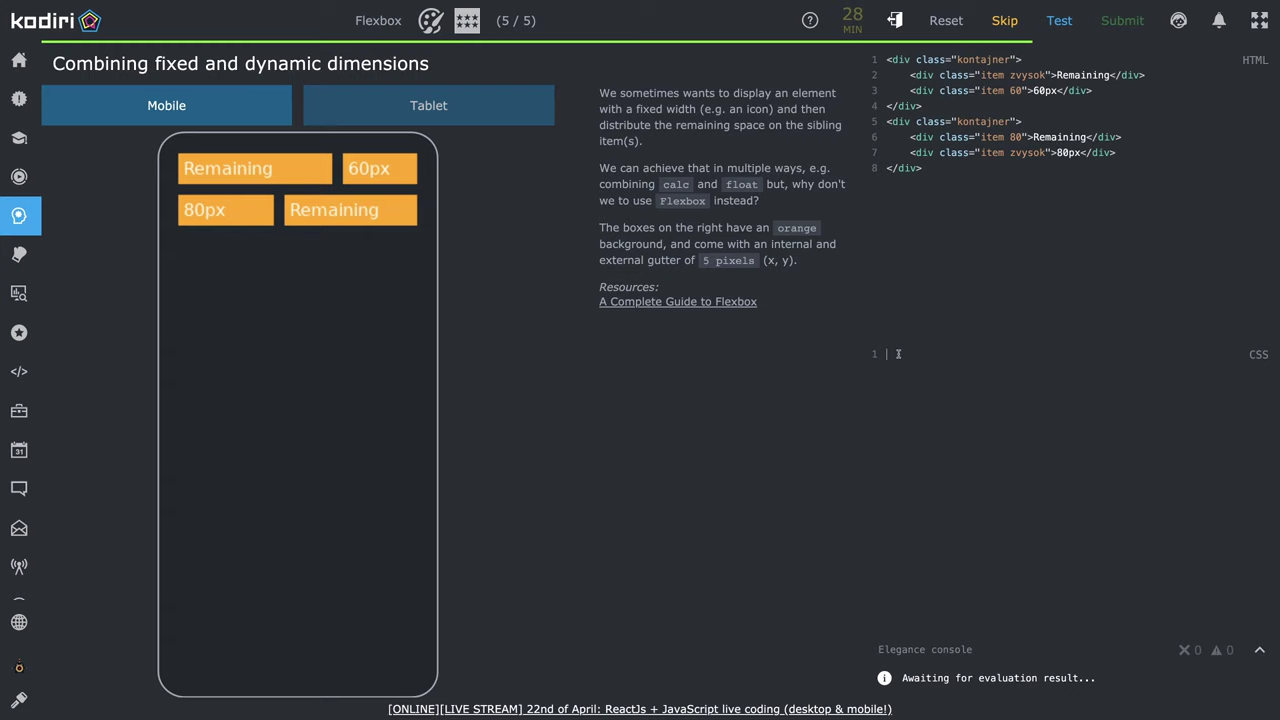 kodiri
Flexbox
(5 / 5)
28
MIN
Reset
Skip
Test
Submit
Combining fixed and dynamic dimensions
Mobile
Tablet
Remaining
60px
80px
Remaining
We sometimes wants to display an element
with a fixed width (e.g. an icon) and then
distribute the remaining space on the sibling
item(s).
We can achieve that in multiple ways, e.g.
combining calc and float but, why don't
we to use Flexbox instead?
The boxes on the right have an orange
background, and come with an internal and
external gutter of 5 pixels (x, y).
Resources:
A Complete Guide to Flexbox
HTML
1 <div class="kontajner">
2 <div class="item zvysok">Remaining</div>
3 <div class="item 60">60px</div>
4 </div>
5 <div class="kontajner">
6 <div class="item 80">Remaining</div>
7 <div class="item zvysok">80px</div>
8 </div>
1
CSS
Elegance console
0
0
Awaiting for evaluation result...
[ONLINE][LIVE STREAM] 22nd of April: ReactJs + JavaScript live coding (desktop & mobile!)
31